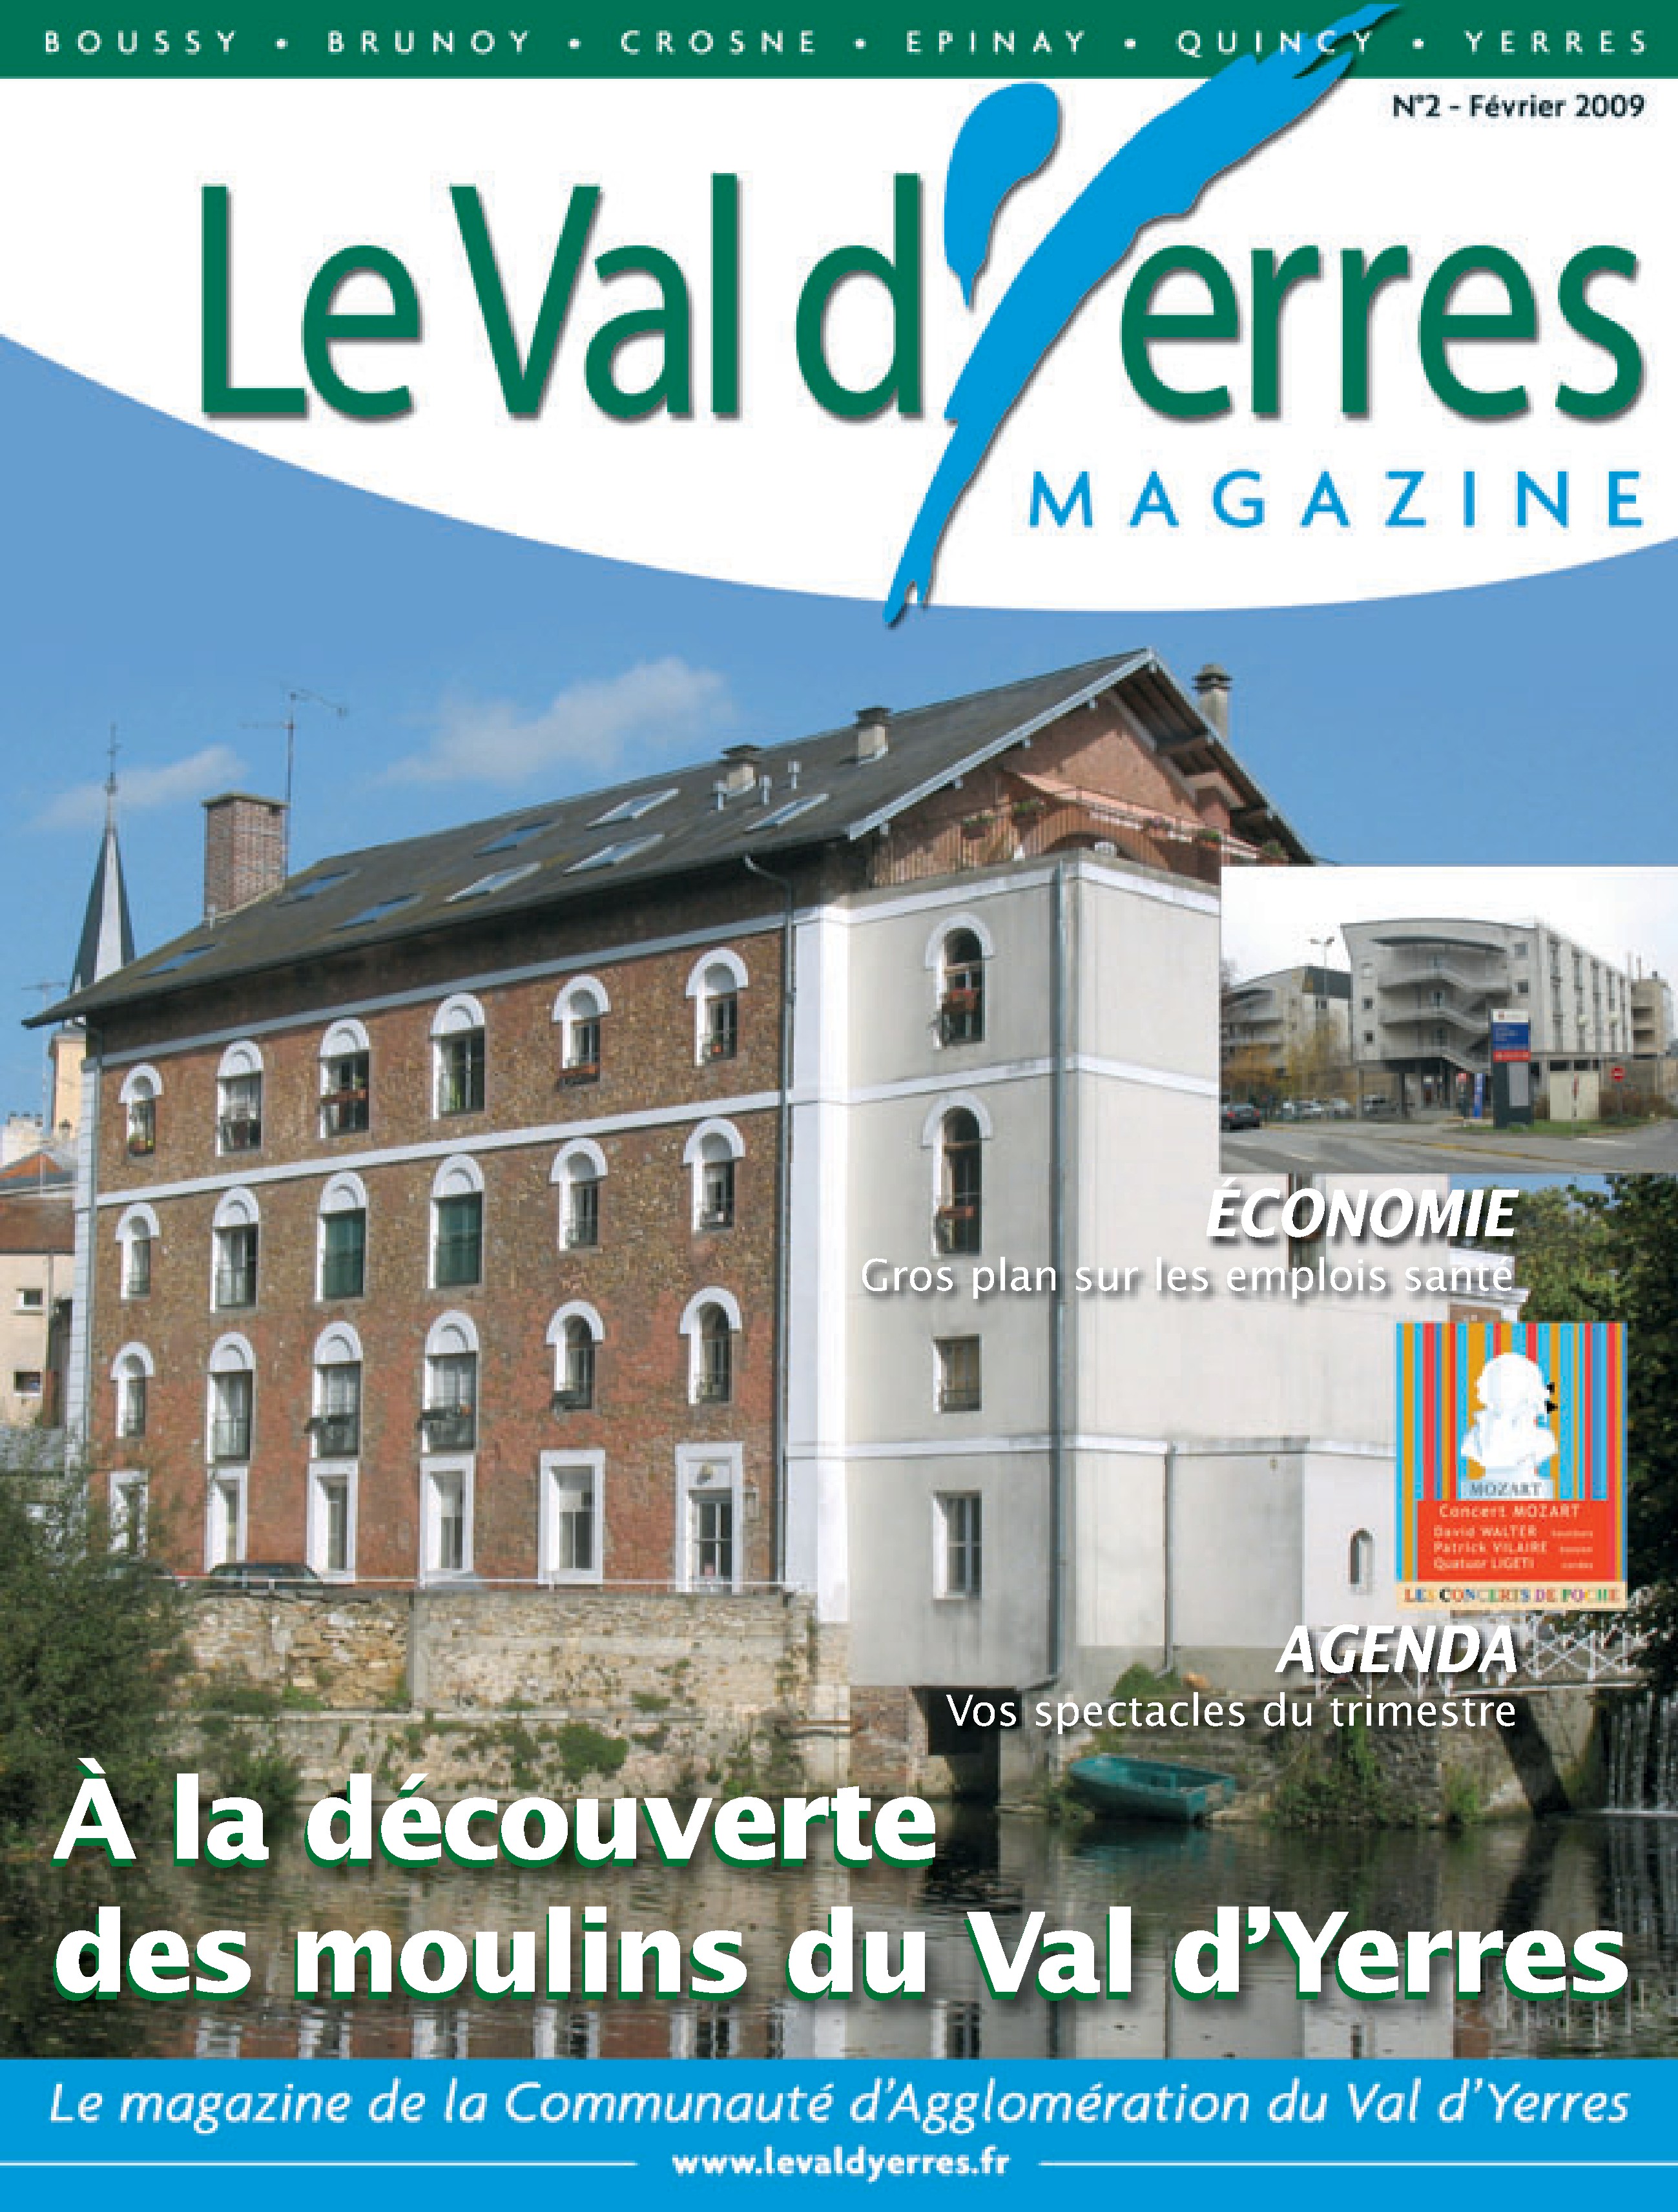 BOUSSY • BRUNOY • CROSNE • EPINAY • QUINCY • YERRES
N°2 - Février 2009
Le Val d'Yerres
MAGAZINE
ÉCONOMIE
Gros plan sur les emplois santé
MOZART
Concert MOZART
David WALTER
Patrick VILAIRE
Quatuor LIGETI
LES CONCERTS DE POCHE
AGENDA
Vos spectacles du trimestre
À la découverte
des moulins du Val d'Yerres
Le magazine de la Communauté d'Agglomération du Val d'Yerres
www.levaldyerres.fr